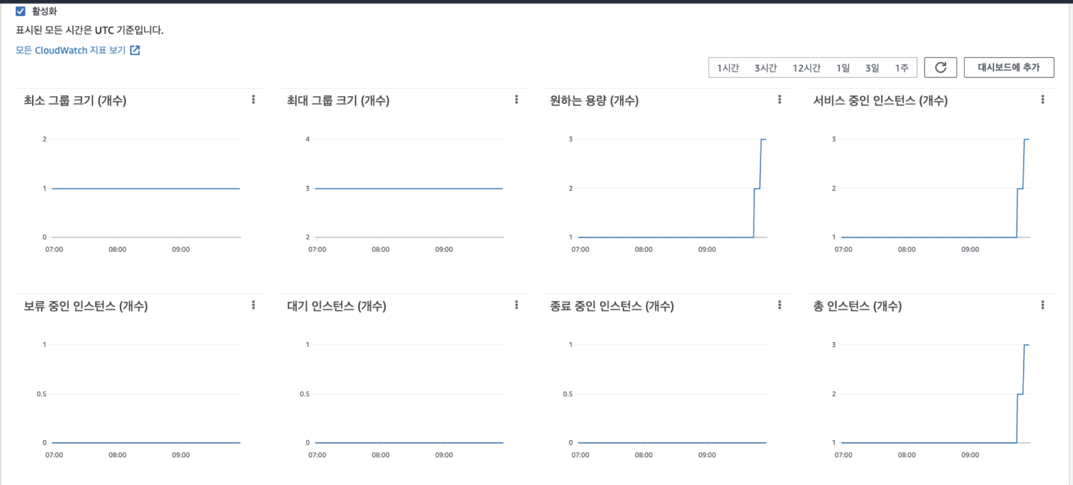 활성화
표시된 모든 시간은 UTC 기준입니다.
모든 CloudWatch 지표 보기
1시간 3시간 12시간 1일 3일 1주 대시보드에 추가
최소 그룹 크기 (개수) 최대 그룹 크기 (개수) 원하는 용량 (개수) 서비스 중인 인스턴스 (개수)
2 4 3 3
1 3 2 2
0 2 1 1
07:00 08:00 09:00 07:00 08:00 09:00 07:00 08:00 09:00 07:00 08:00 09:00
보류 중인 인스턴스 (개수) 대기 인스턴스 (개수) 종료 중인 인스턴스 (개수) 총 인스턴스 (개수)
1 1 1 3
0.5 0.5 0.5 2
0 0 0 1
07:00 08:00 09:00 07:00 08:00 09:00 07:00 08:00 09:00 07:00 08:00 09:00